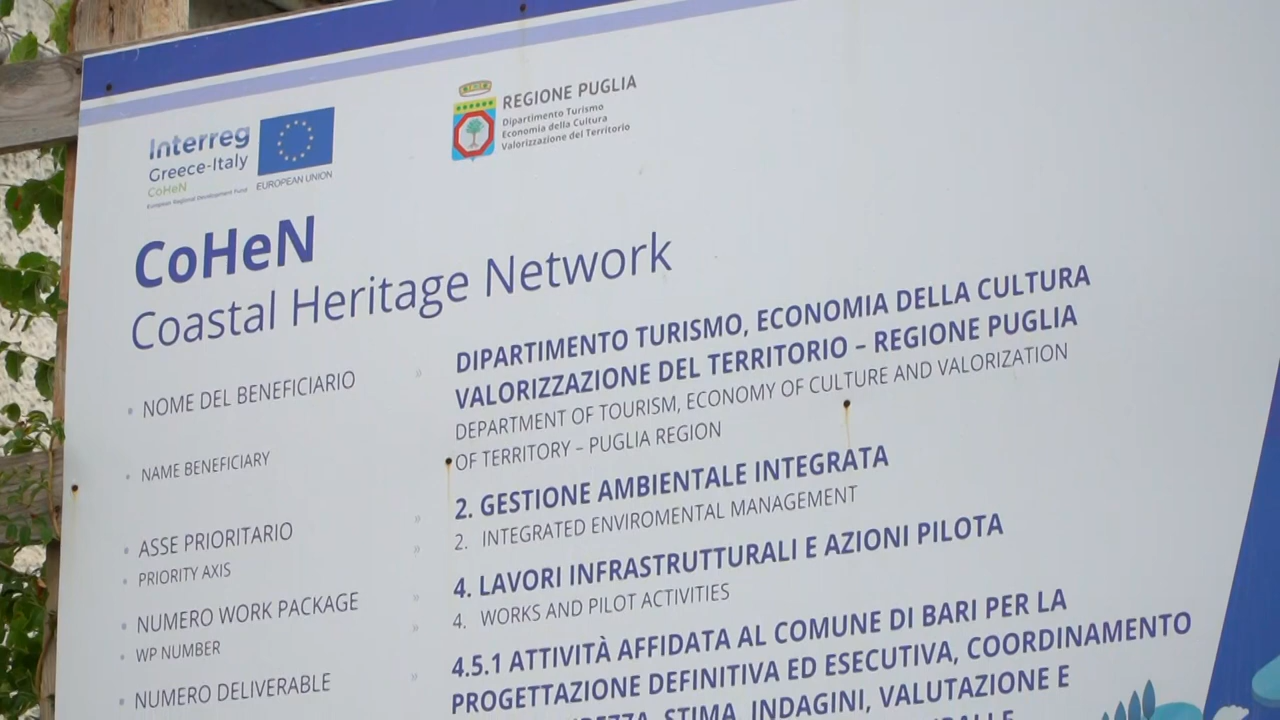 Interreg
Greece-Italy
CoHeN
European Regional Development Fund
EUROPEAN UNION
REGIONE PUGLIA
Dipartimento Turismo
Economia della Cultura
Valorizzazione del Territorio
CoHeN
Coastal Heritage Network
• NOME DEL BENEFICIARIO »
DIPARTIMENTO TURISMO, ECONOMIA DELLA CULTURA
VALORIZZAZIONE DEL TERRITORIO – REGIONE PUGLIA
• NAME BENEFICIARY
DEPARTMENT OF TOURISM, ECONOMY OF CULTURE AND VALORIZATION
OF TERRITORY – PUGLIA REGION
• ASSE PRIORITARIO » 2. GESTIONE AMBIENTALE INTEGRATA
• PRIORITY AXIS » 2. INTEGRATED ENVIROMENTAL MANAGEMENT
• NUMERO WORK PACKAGE » 4. LAVORI INFRASTRUTTURALI E AZIONI PILOTA
• WP NUMBER » 4. WORKS AND PILOT ACTIVITIES
• NUMERO DELIVERABLE » 4.5.1 ATTIVITÀ AFFIDATA AL COMUNE DI BARI PER LA
PROGETTAZIONE DEFINITIVA ED ESECUTIVA, COORDINAMENTO
STIMA, INDAGINI, VALUTAZIONE E